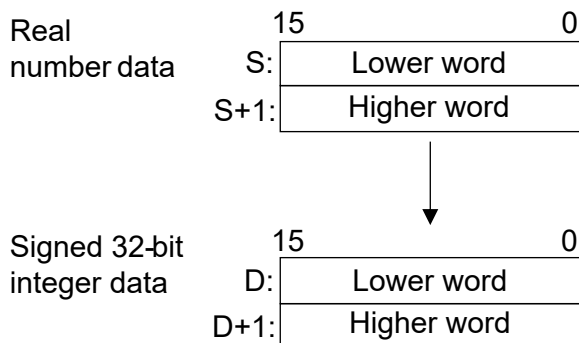 Real
number data
15 0
S: Lower word
S+1: Higher word
Signed 32-bit
integer data
15 0
D: Lower word
D+1: Higher word